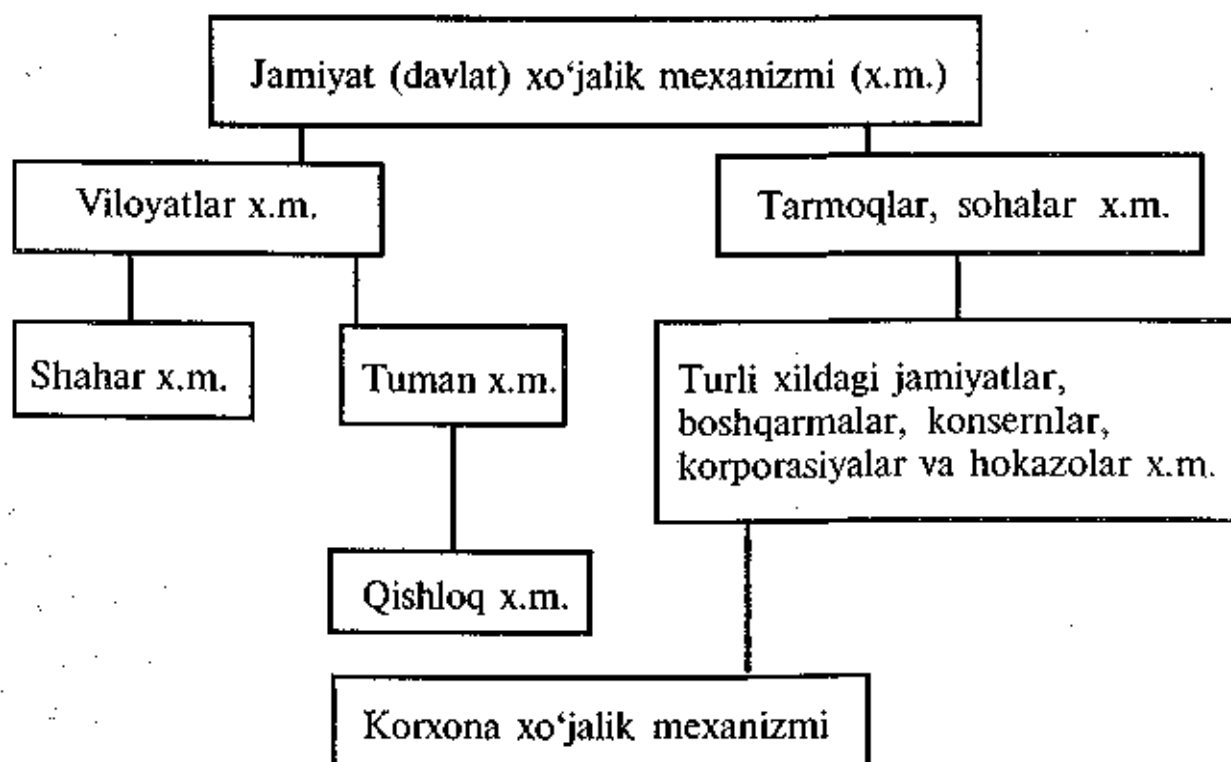 Jamiyat (davlat) xo‘jalik mexanizmi (x.m.)
Viloyatlar x.m.
Tarmoqlar, sohalar x.m.
Shahar x.m.
Tuman x.m.
Turli xildagi jamiyatlar,
boshqarmalar, konsernlar,
korporasiyalar va hokazolar x.m.
Qishloq x.m.
Korxona xo‘jalik mexanizmi